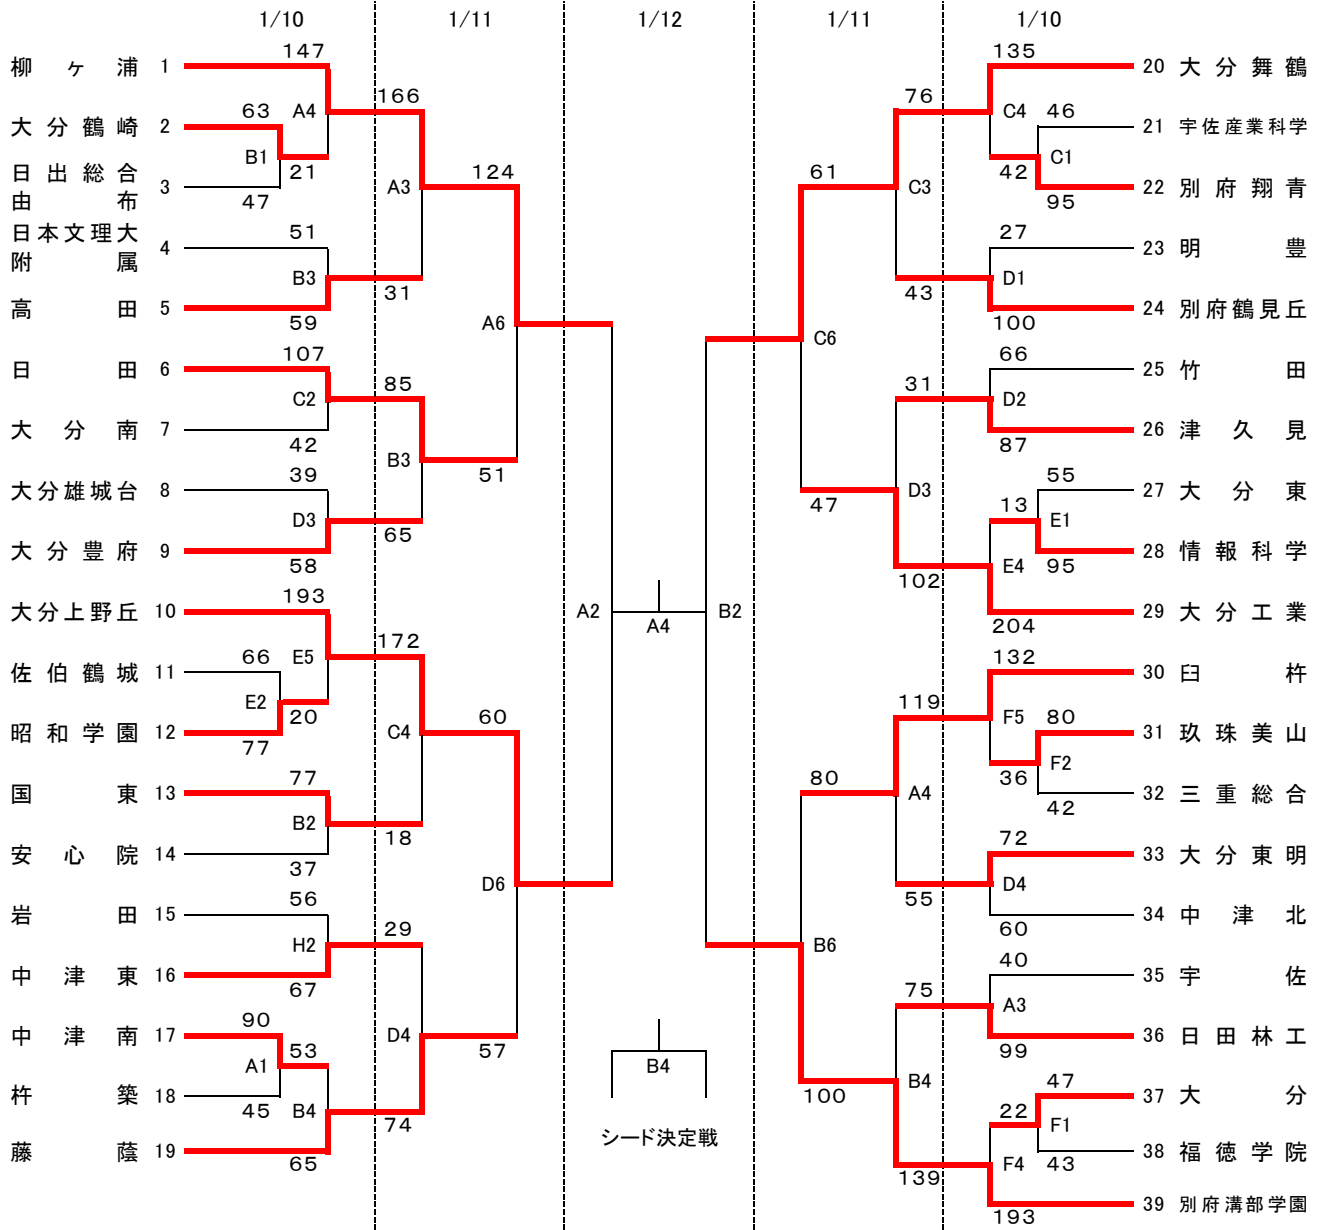 1/10 1/11 1/12 1/11 1/10
147 135
柳ヶ浦 1 20 大分舞鶴
166 76
63 A4 C4 46
大分鶴崎 2 21 宇佐産業科学
B1 C1
日出総合 21 42
由布 3 A3 124 61 C3 22 別府翔青
47 95
日本文理大 51 27
附属 4 23 明豊
B3 D1
31 43
高田 5 24 別府鶴見丘
59 A6 C6 100
107 66
日田 6 25 竹田
85 31
C2 D2
大分南 7 26 津久見
42 B3 87
39 51 55
大分雄城台 8 D3 27 大分東
47 13
D3 65 E1
大分豊府 9 28 情報科学
58 E4 95
102
193 A2 A4 B2
大分上野丘 10 29 大分工業
204
172 132
66 E5
佐伯鶴城 11 30 臼杵
E2 119
20 60 F5 80
昭和学園 12 C4 31 玖珠美山
77 F2
77 80 36
国東 13 A4 32 三重総合
42
B2 18 72
安心院 14 33 大分東明
37
D6 D4
56 55
岩田 15 34 中津北
29 60
H2 B6 40
中津東 16 35 宇佐
67 75
90 A3
中津南 17 D4 36 日田林工
53 57 99
A1 B4 B4 47
杵築 18 100 37 大分
45 B4 22
74 F1
シード決定戦
藤蔭 19 38 福徳学院
65 F4 43
139
39 別府溝部学園
193